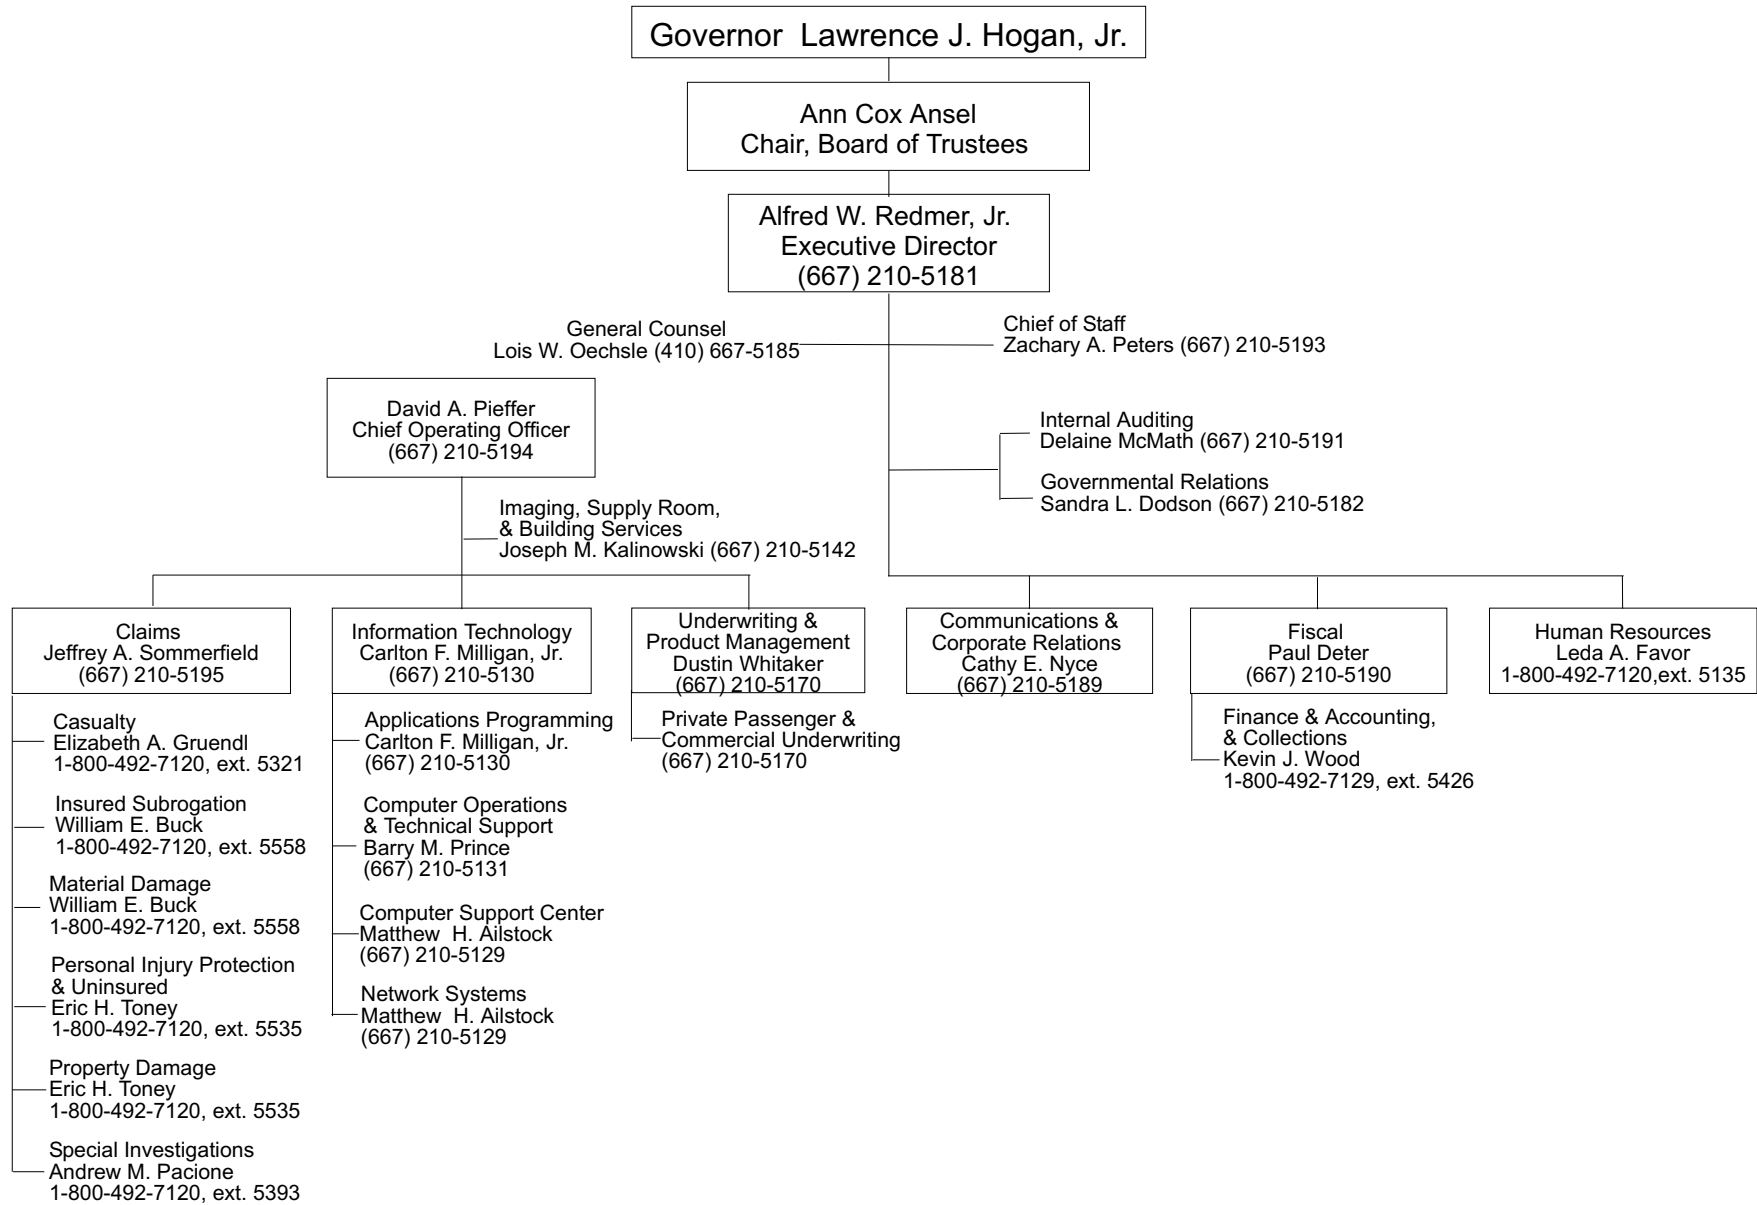 Governor  Lawrence J. Hogan, Jr.
Ann Cox Ansel
Chair, Board of Trustees
Alfred W. Redmer, Jr.
Executive Director
(667) 210-5181
General Counsel
Lois W. Oechsle (410) 667-5185
Chief of Staff
Zachary A. Peters (667) 210-5193
David A. Pieffer
Chief Operating Officer
(667) 210-5194
Internal Auditing
Delaine McMath (667) 210-5191
Governmental Relations
Sandra L. Dodson (667) 210-5182
Imaging, Supply Room,
& Building Services
Joseph M. Kalinowski (667) 210-5142
Claims
Jeffrey A. Sommerfield
(667) 210-5195
Casualty
Elizabeth A. Gruendl
1-800-492-7120, ext. 5321
Insured Subrogation
William E. Buck
1-800-492-7120, ext. 5558
Material Damage
William E. Buck
1-800-492-7120, ext. 5558
Personal Injury Protection
& Uninsured
Eric H. Toney
1-800-492-7120, ext. 5535
Property Damage
Eric H. Toney
1-800-492-7120, ext. 5535
Special Investigations
Andrew M. Pacione
1-800-492-7120, ext. 5393
Information Technology
Carlton F. Milligan, Jr.
(667) 210-5130
Applications Programming
Carlton F. Milligan, Jr.
(667) 210-5130
Computer Operations
& Technical Support
Barry M. Prince
(667) 210-5131
Computer Support Center
Matthew  H. Ailstock
(667) 210-5129
Network Systems
Matthew  H. Ailstock
(667) 210-5129
Underwriting &
Product Management
Dustin Whitaker
(667) 210-5170
Private Passenger &
Commercial Underwriting
(667) 210-5170
Communications &
Corporate Relations
Cathy E. Nyce
(667) 210-5189
Fiscal
Paul Deter
(667) 210-5190
Finance & Accounting,
& Collections
Kevin J. Wood
1-800-492-7129, ext. 5426
Human Resources
Leda A. Favor
1-800-492-7120,ext. 5135